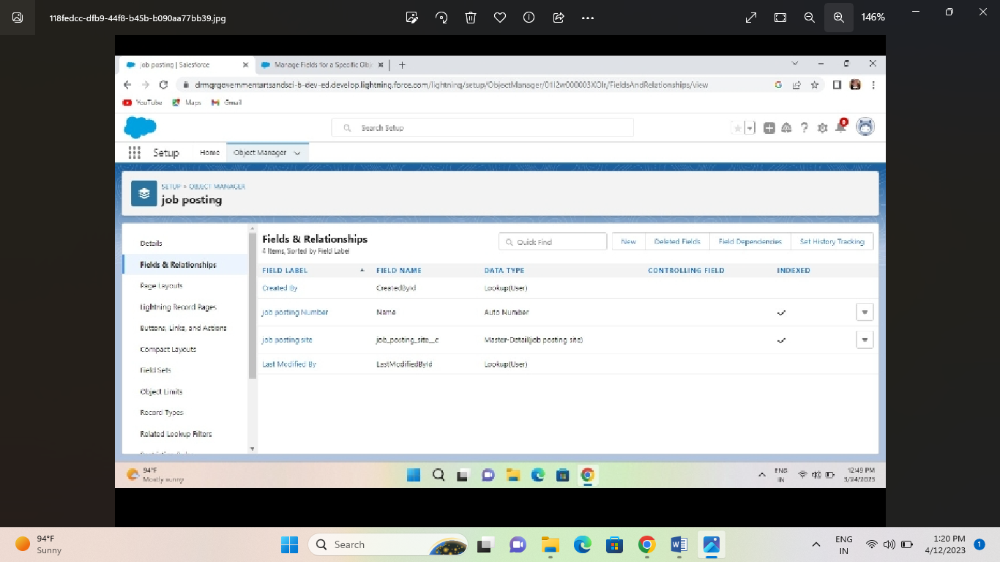 118fedcc-dfb9-44f8-b45b-b090aa77bb39.jpg
146%
job posting | Salesforce
Manage Fields for a Specific Obje
drmgrgovernmentartsandsci-b-dev-ed.develop.lightning.force.com/lightning/setup/ObjectManager/01I2w000003XOlr/FieldsAndRelationships/view
YouTube Maps Gmail
Search Setup
8
Setup Home Object Manager
SETUP > OBJECT MANAGER
job posting
Details
Fields & Relationships
Page Layouts
Lightning Record Pages
Buttons, Links, and Actions
Compact Layouts
Field Sets
Object Limits
Record Types
Related Lookup Filters
Fields & Relationships
4 Items, Sorted by Field Label
Quick Find
New Deleted Fields Field Dependencies Set History Tracking
FIELD LABEL FIELD NAME DATA TYPE CONTROLLING FIELD INDEXED
Created By CreatedById Lookup(User)
job posting Number Name Auto Number
job posting site job_posting_site__c Master-Detail(job posting site)
Last Modified By LastModifiedById Lookup(User)
94°F
Mostly sunny
ENG
IN
12:49 PM
3/24/2023
94°F
Sunny
Search
ENG
IN
1:20 PM
4/12/2023
1